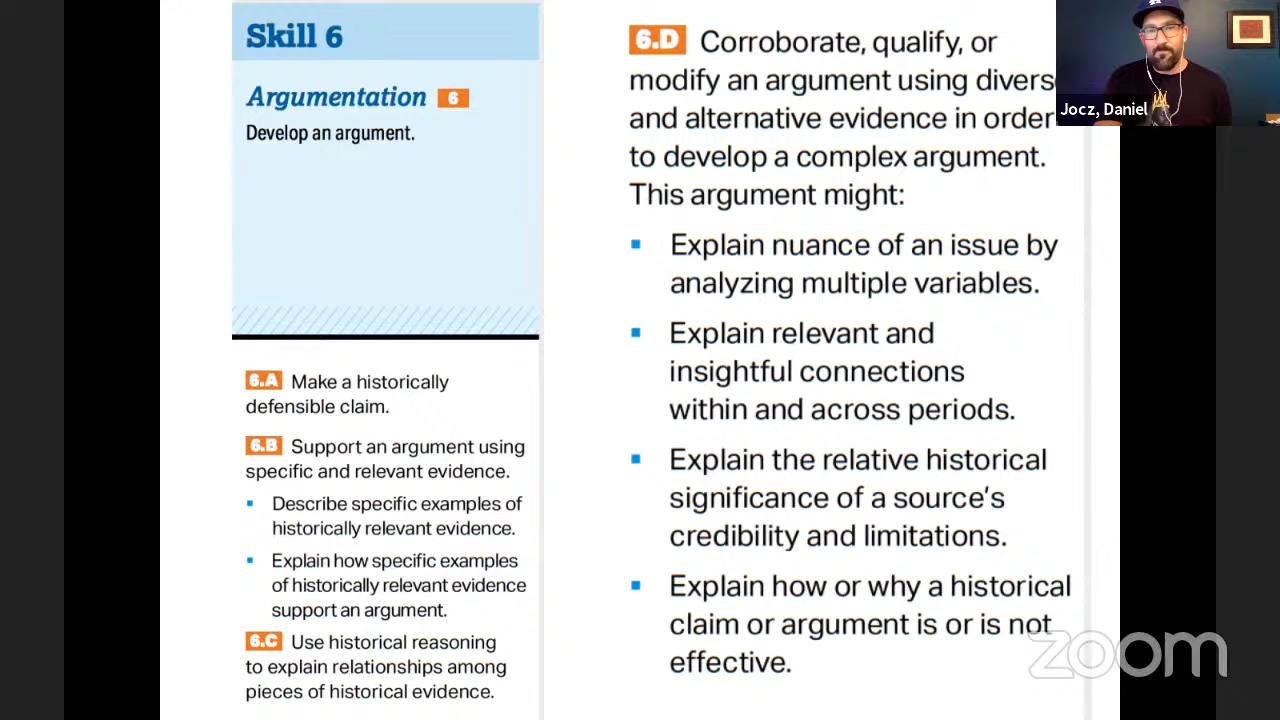 Skill 6
Argumentation 6
Develop an argument.
6.A Make a historically
defensible claim.
6.B Support an argument using
specific and relevant evidence.
▪ Describe specific examples of
historically relevant evidence.
▪ Explain how specific examples
of historically relevant evidence
support an argument.
6.C Use historical reasoning
to explain relationships among
pieces of historical evidence.
6.D Corroborate, qualify, or
modify an argument using divers
and alternative evidence in order
to develop a complex argument.
This argument might:
▪ Explain nuance of an issue by
analyzing multiple variables.
▪ Explain relevant and
insightful connections
within and across periods.
▪ Explain the relative historical
significance of a source's
credibility and limitations.
▪ Explain how or why a historical
claim or argument is or is not
effective.
Jocz, Daniel
zoom